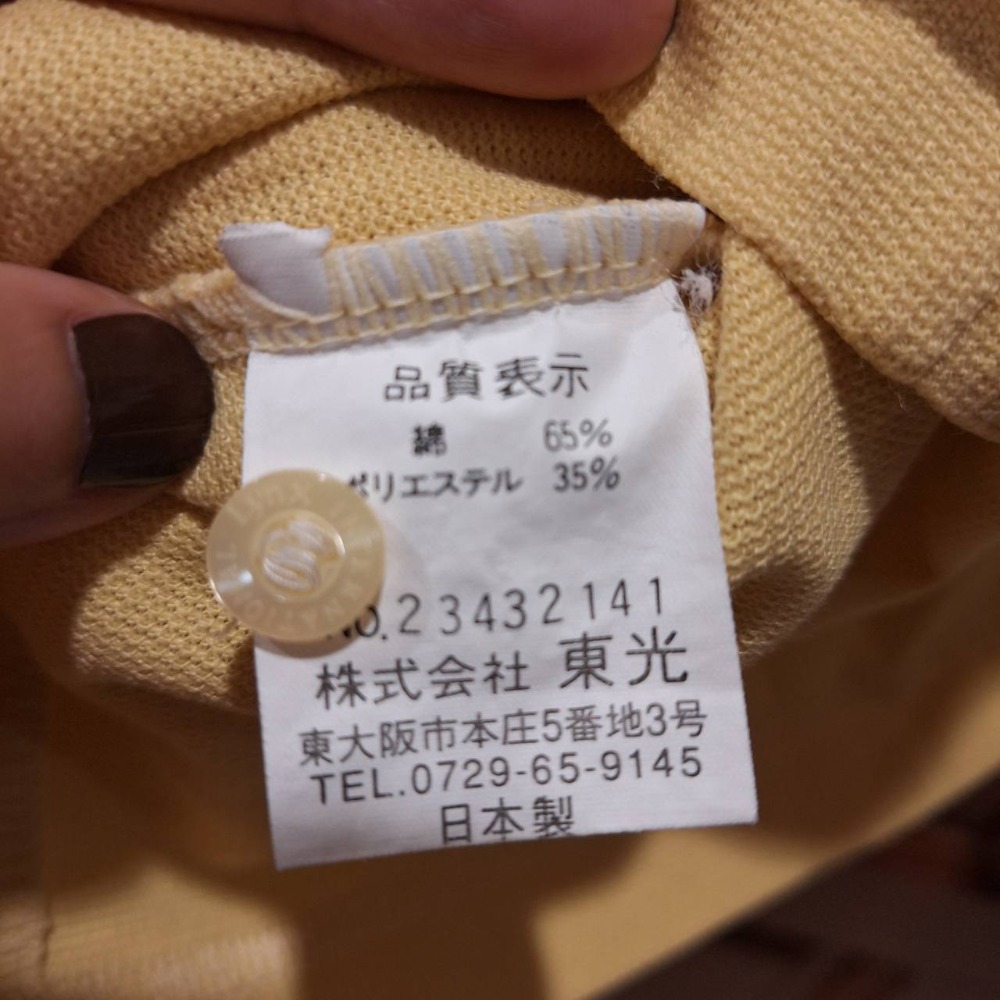 品質表示
綿 65%
ポリエステル 35%
NO.23432141
株式会社 東光
東大阪市本庄5番地3号
TEL.0729-65-9145
日本製